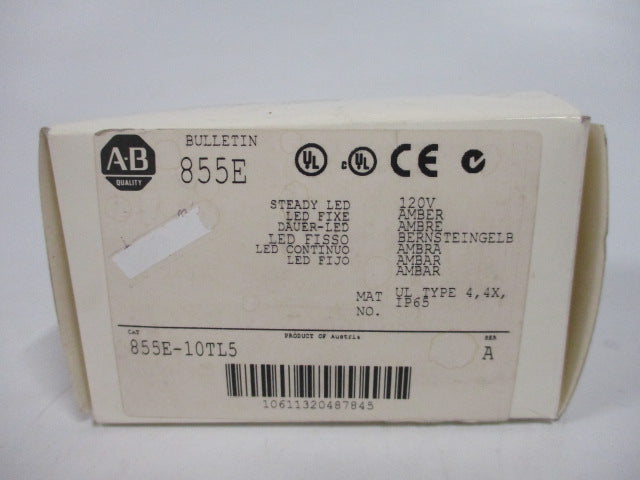 A-B
QUALITY
BULLETIN
855E
UL c UL CE
STEADY LED 120V
LED FIXE AMBER
DAUER-LED AMBRE
LED FISSO BERNSTEINGELB
LED CONTINUO AMBRA
LED FIJO AMBAR
AMBAR
MAT NO. UL TYPE 4,4X,
IP65
CAT
PRODUCT OF Austria
SER
855E-10TL5 A
10611320487845